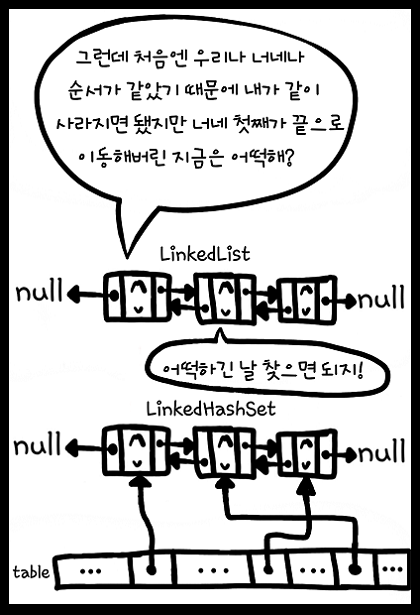 그런데 처음엔 우리나 너네나
순서가 같았기 때문에 내가 같이
사라지면 됐지만 너네 첫째가 끝으로
이동해버린 지금은 어떡해?
LinkedList
null
null
어떡하긴 날 찾으면 되지!
LinkedHashSet
null
null
table
...
...
...
...